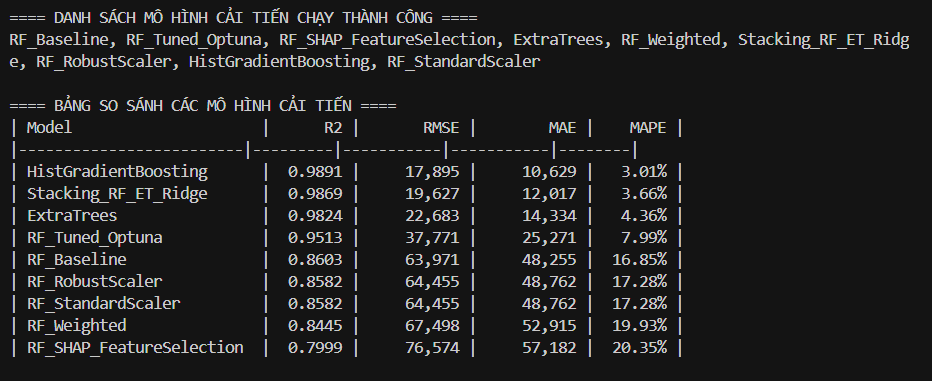 ==== DANH SÁCH MÔ HÌNH CẢI TIẾN CHẠY THÀNH CÔNG ====
RF_Baseline, RF_Tuned_Optuna, RF_SHAP_FeatureSelection, ExtraTrees, RF_Weighted, Stacking_RF_ET_Ridg
e, RF_RobustScaler, HistGradientBoosting, RF_StandardScaler

==== BẢNG SO SÁNH CÁC MÔ HÌNH CẢI TIẾN ====
| Model                    |      R2 |      RMSE |       MAE |   MAPE |
|--------------------------|---------|-----------|-----------|--------|
| HistGradientBoosting     |  0.9891 |    17,895 |    10,629 |  3.01% |
| Stacking_RF_ET_Ridge     |  0.9869 |    19,627 |    12,017 |  3.66% |
| ExtraTrees               |  0.9824 |    22,683 |    14,334 |  4.36% |
| RF_Tuned_Optuna          |  0.9513 |    37,771 |    25,271 |  7.99% |
| RF_Baseline              |  0.8603 |    63,971 |    48,255 | 16.85% |
| RF_RobustScaler          |  0.8582 |    64,455 |    48,762 | 17.28% |
| RF_StandardScaler        |  0.8582 |    64,455 |    48,762 | 17.28% |
| RF_Weighted              |  0.8445 |    67,498 |    52,915 | 19.93% |
| RF_SHAP_FeatureSelection |  0.7999 |    76,574 |    57,182 | 20.35% |